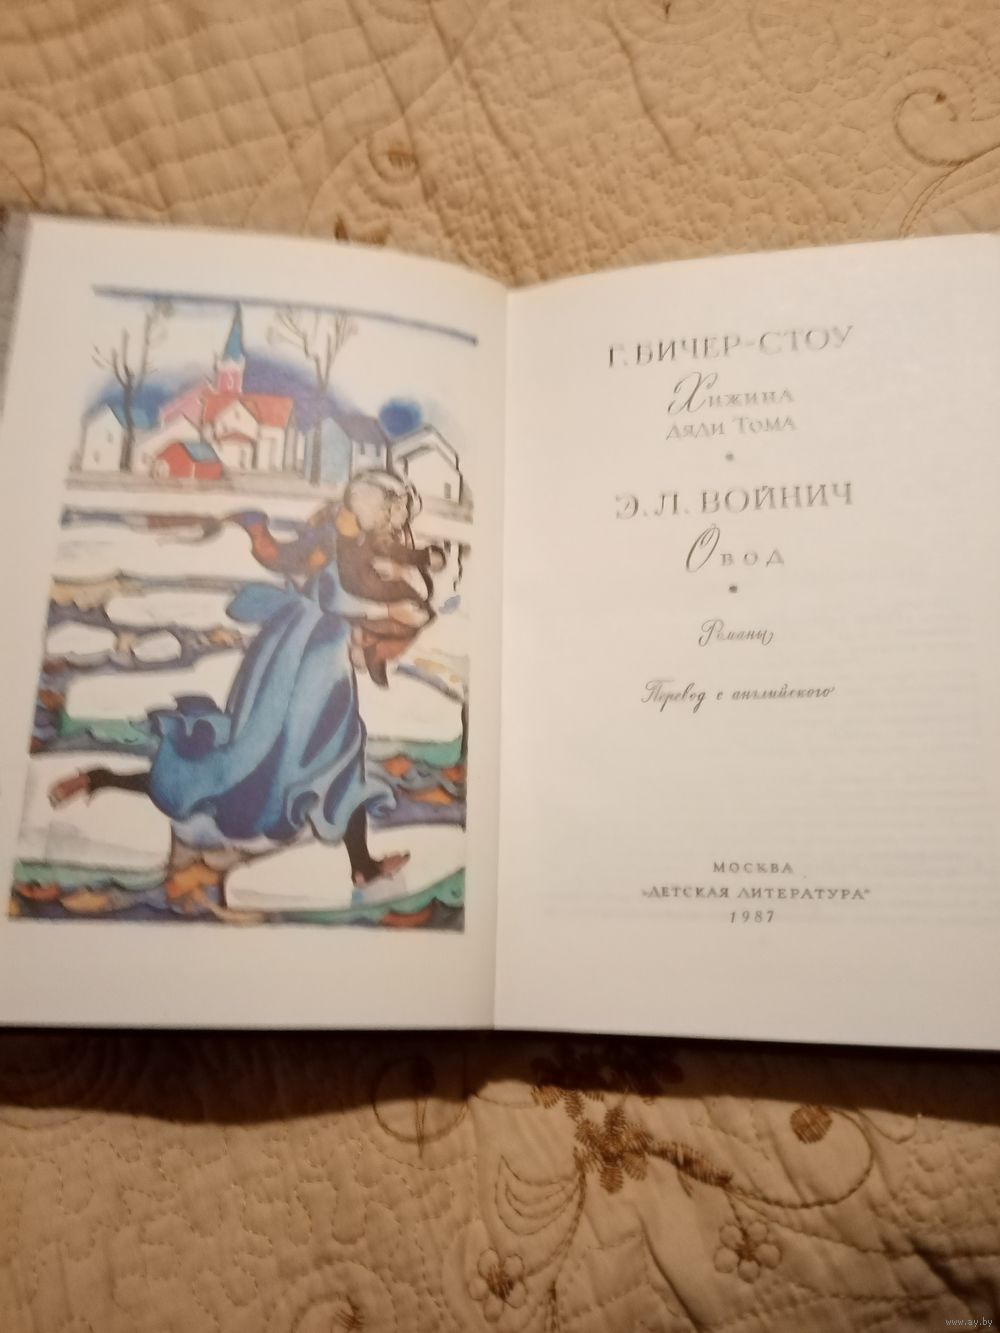 Г. БИЧЕР-СТОУ
Хижина
дяди Тома
Э. Л. ВОЙНИЧ
Овод
Романы
Перевод с английского
МОСКВА
„ДЕТСКАЯ ЛИТЕРАТУРА“
1987
www.ay.by